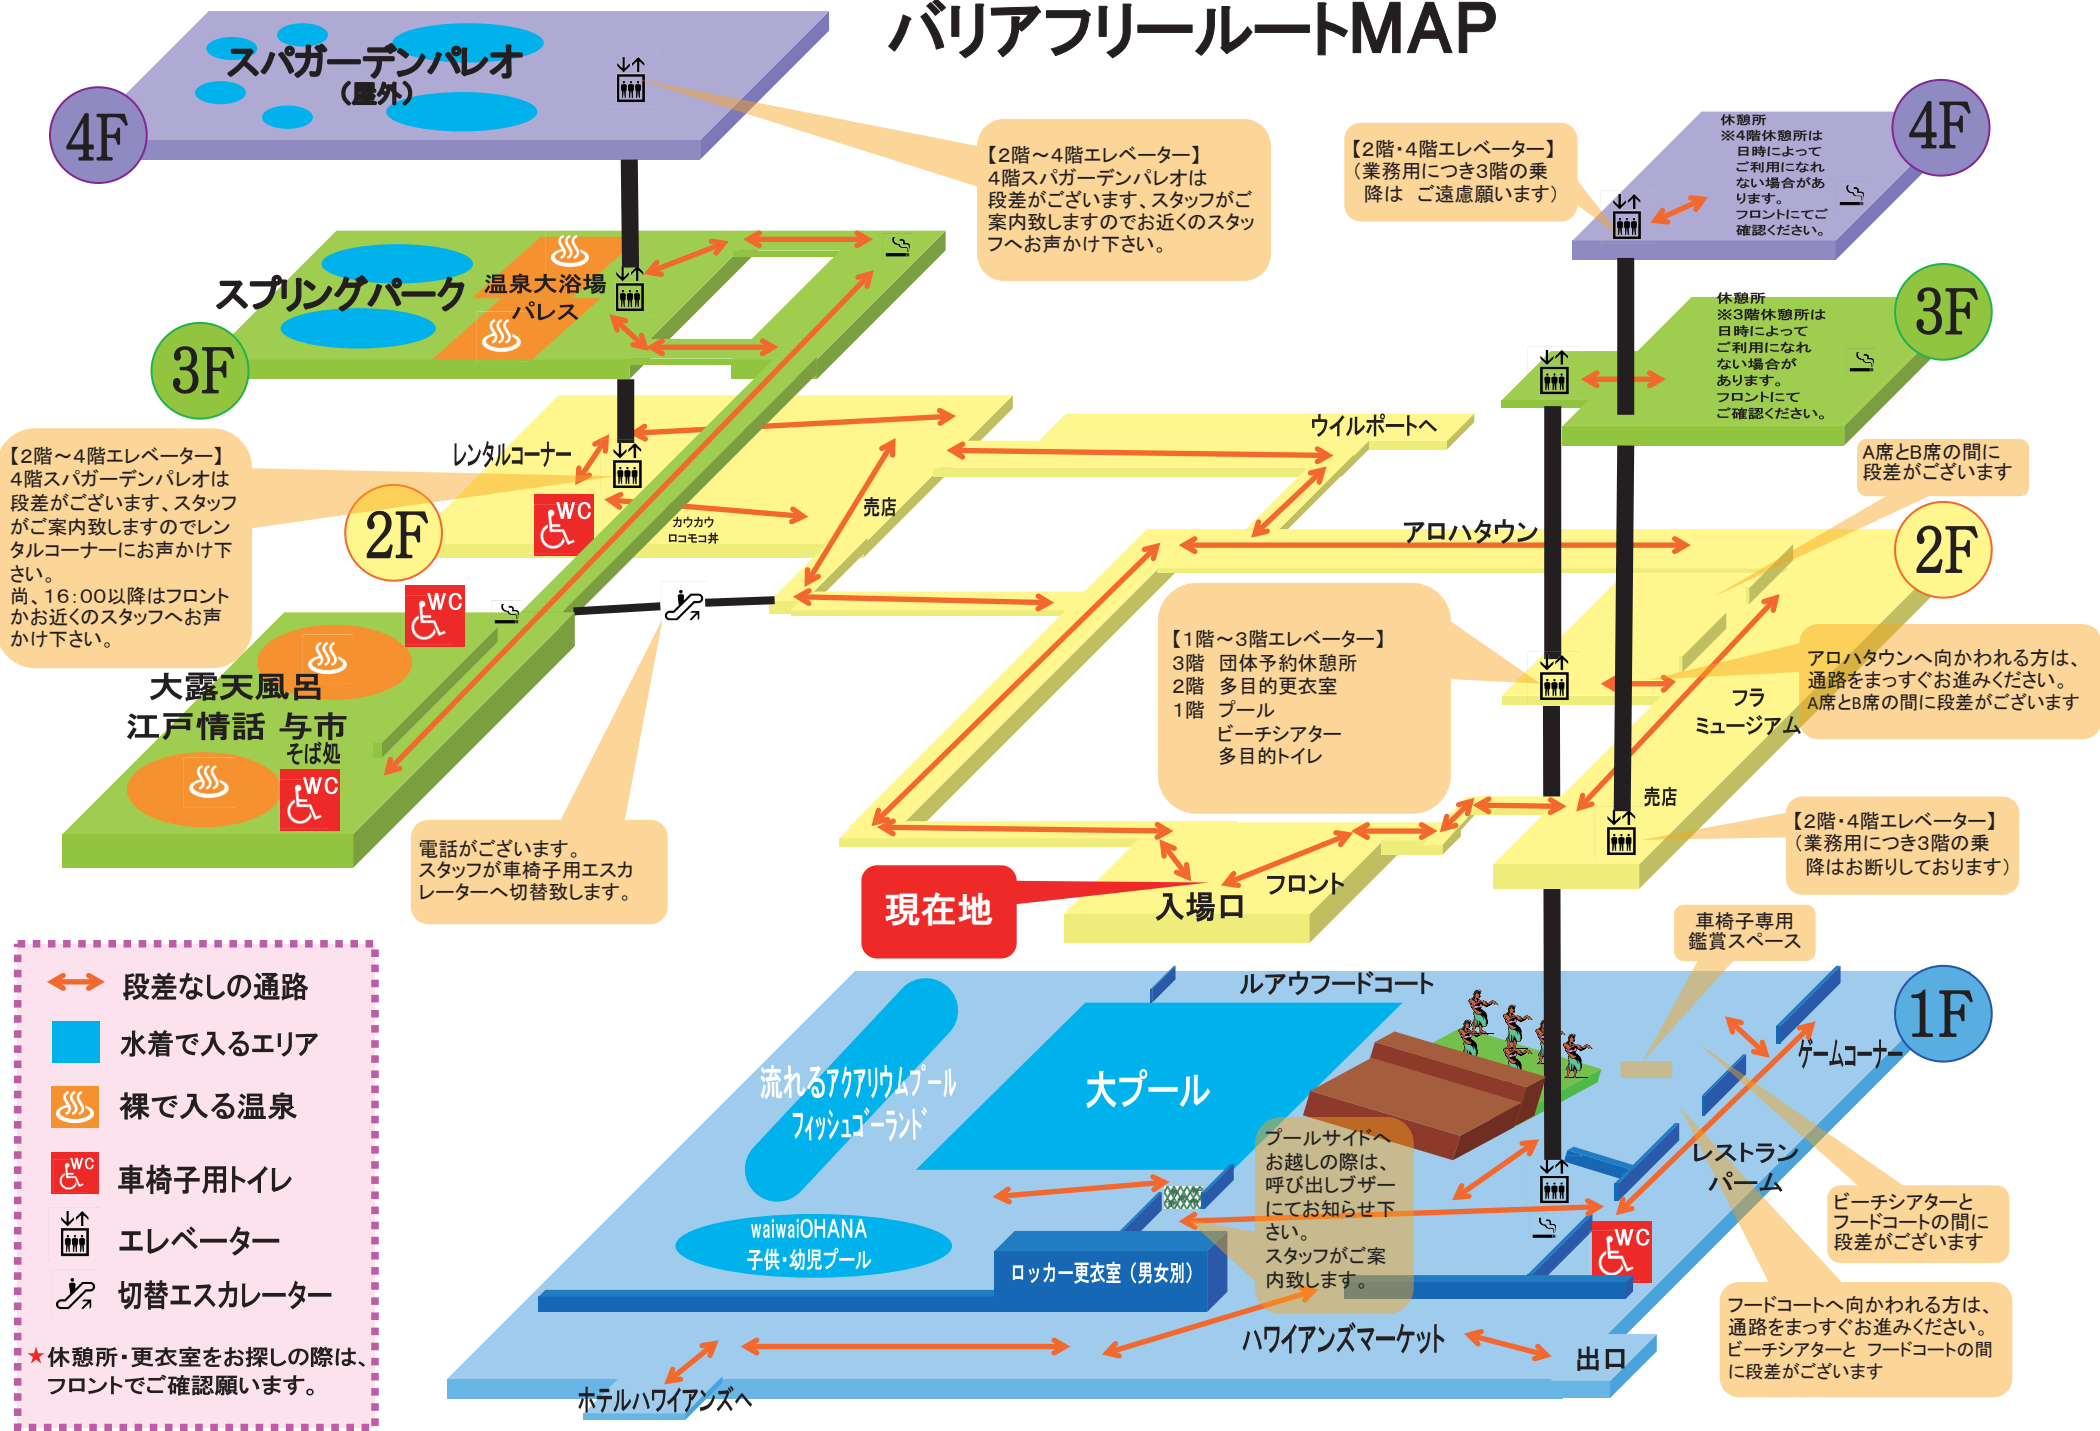 バリアフリールートMAP
スパガーデンパレオ
（屋外）
4F
【2階～4階エレベーター】
4階スパガーデンパレオは
段差がございます、スタッフがご
案内致しますのでお近くのスタッ
フへお声かけ下さい。
【2階・4階エレベーター】
（業務用につき3階の乗
降は ご遠慮願います）
休憩所
※4階休憩所は
日時によって
ご利用になれ
ない場合があ
ります。
フロントにてご
確認ください。
4F
スプリングパーク
温泉大浴場
パレス
3F
休憩所
※3階休憩所は
日時によって
ご利用になれ
ない場合が
あります。
フロントにて
ご確認ください。
3F
【2階～4階エレベーター】
4階スパガーデンパレオは
段差がございます、スタッフ
がご案内致しますのでレン
タルコーナーにお声かけ下
さい。
尚、16：00以降はフロント
かお近くのスタッフへお声
かけ下さい。
レンタルコーナー
2F
WC
カウカウ
ロコモコ丼
売店
ウイルポートへ
アロハタウン
A席とB席の間に
段差がございます
2F
WC
大露天風呂
江戸情話 与市
そば処
WC
【1階～3階エレベーター】
3階 団体予約休憩所
2階 多目的更衣室
1階 プール
ビーチシアター
多目的トイレ
アロハタウンへ向かわれる方は、
通路をまっすぐお進みください。
A席とB席の間に段差がございます
フラ
ミュージアム
売店
【2階・4階エレベーター】
（業務用につき3階の乗
降はお断りしております）
電話がございます。
スタッフが車椅子用エスカ
レーターへ切替致します。
現在地
入場口
フロント
車椅子専用
鑑賞スペース
1F
ルアウフードコート
流れるアクアリウムプール
フィッシュゴーランド
大プール
ゲームコーナー
レストラン
パーム
プールサイドへ
お越しの際は、
呼び出しブザー
にてお知らせ下
さい。
スタッフがご案
内致します。
waiwaiOHANA
子供・幼児プール
ロッカー更衣室（男女別）
WC
ビーチシアターと
フードコートの間に
段差がございます
フードコートへ向かわれる方は、
通路をまっすぐお進みください。
ビーチシアターと フードコートの間
に段差がございます
ハワイアンズマーケット
出口
ホテルハワイアンズへ
段差なしの通路
水着で入るエリア
裸で入る温泉
WC
車椅子用トイレ
エレベーター
切替エスカレーター
★休憩所・更衣室をお探しの際は、
フロントでご確認願います。